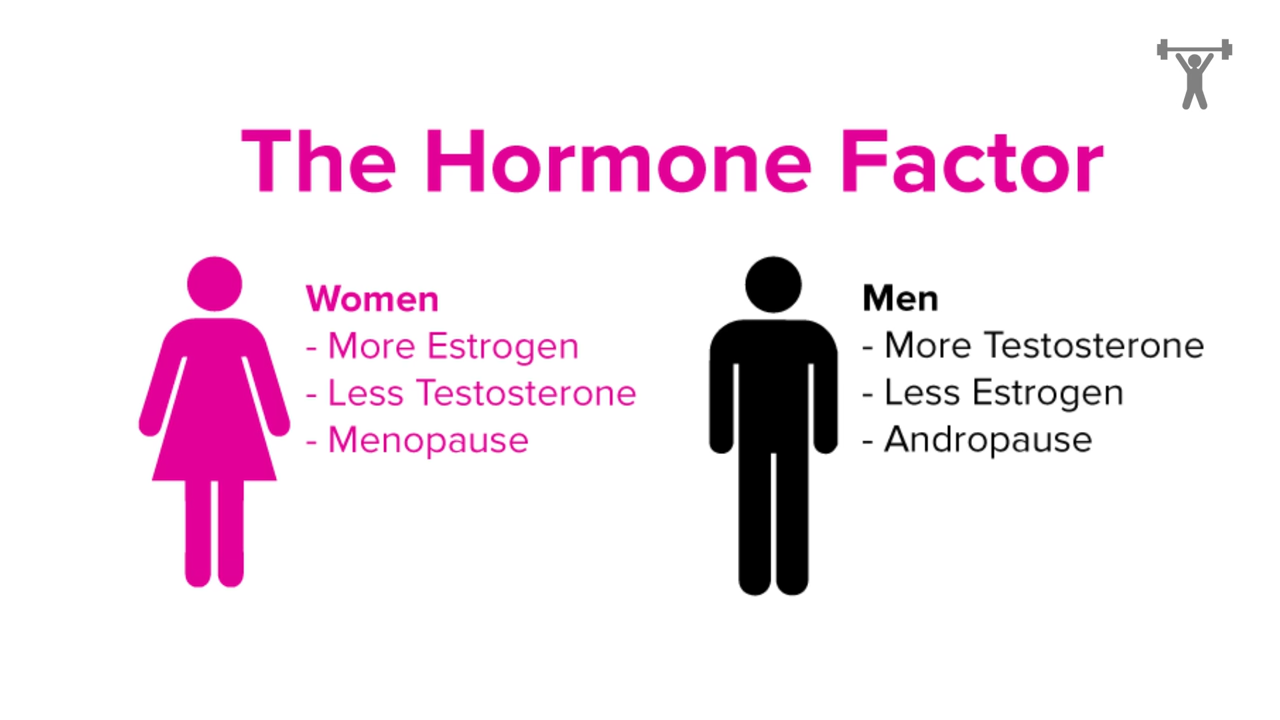 The Hormone Factor
Women
- More Estrogen
- Less Testosterone
- Menopause
Men
- More Testosterone
- Less Estrogen
- Andropause